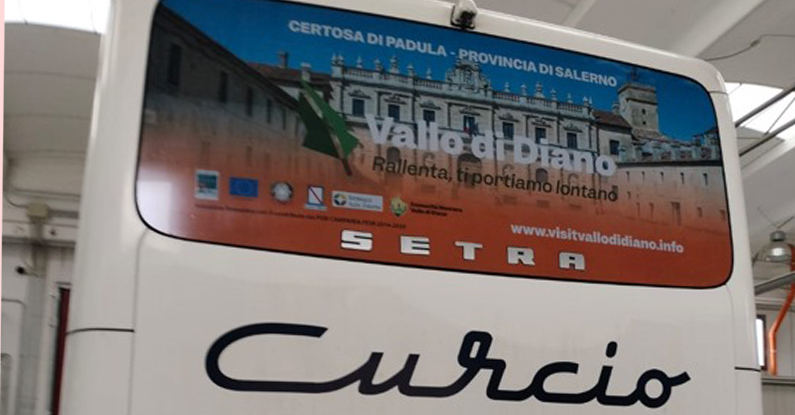 CERTOSA DI PADULA - PROVINCIA DI SALERNO
Vallo di Diano
Rallenta, ti portiamo lontano
www.visitvallodidiano.info
SETRA
Curcio